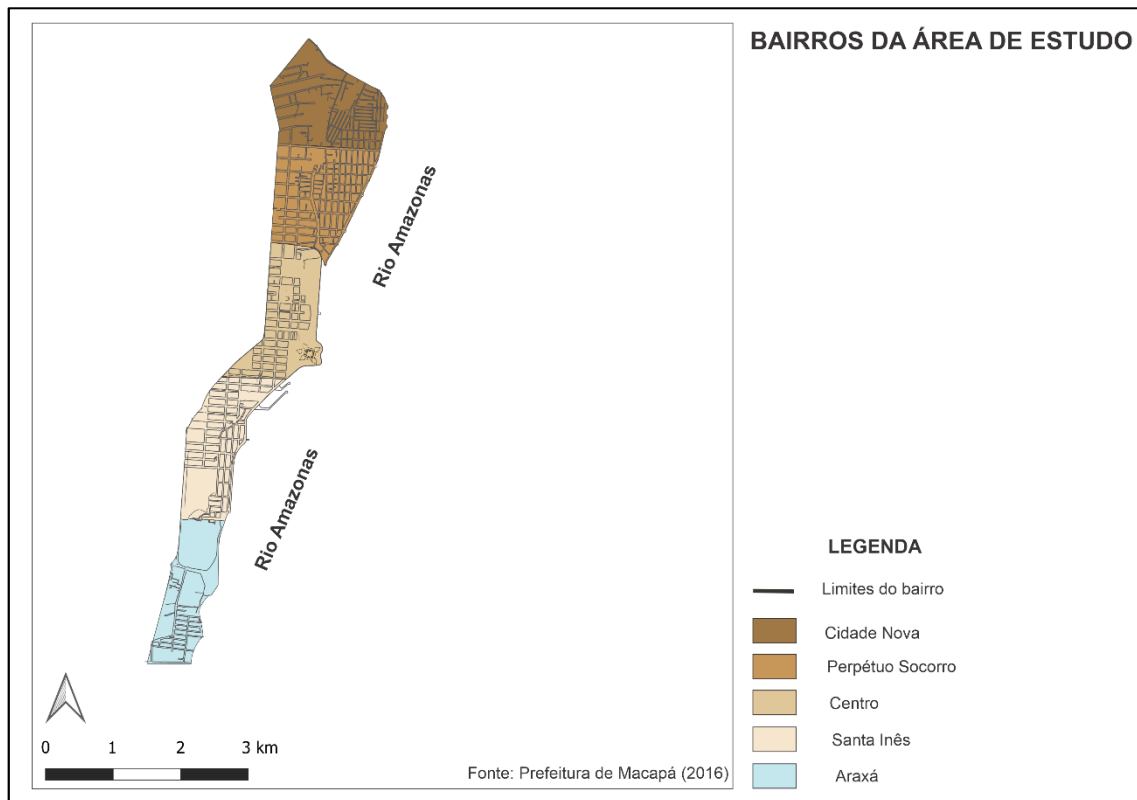 BAIRROS DA ÁREA DE ESTUDO
Rio Amazonas
Rio Amazonas
LEGENDA
Limites do bairro
Cidade Nova
Perpétuo Socorro
Centro
Santa Inês
Araxá
0 1 2 3 km
Fonte: Prefeitura de Macapá (2016)